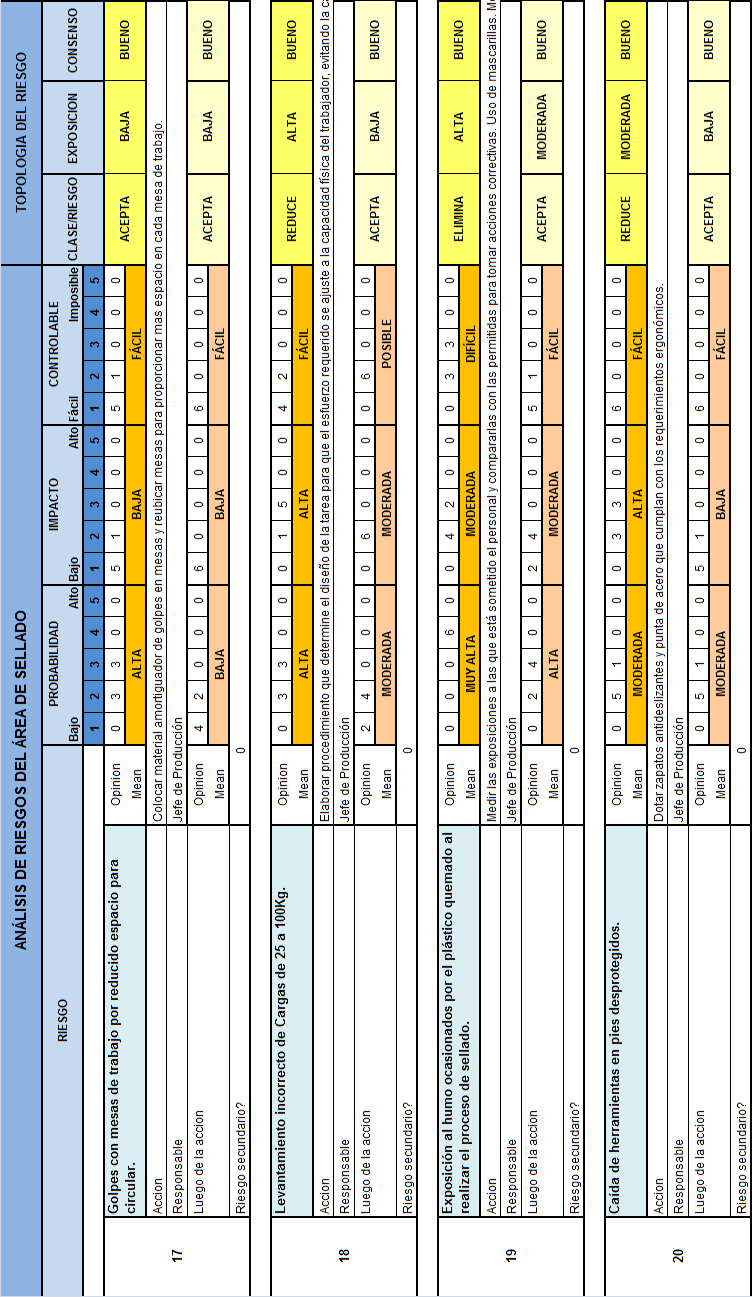 ANÁLISIS DE RIESGOS DEL ÁREA DE SELLADO TOPOLOGIA DEL RIESGO
RIESGO PROBABILIDAD IMPACTO CONTROLABLE CLASE/RIESGO EXPOSICION CONSENSO
Bajo Alto Bajo Alto Fácil Imposible
1 2 3 4 5 1 2 3 4 5 1 2 3 4 5
17
Golpes con mesas de trabajo por reducido espacio para
circular.
Opinion 0 3 3 0 0 5 1 0 0 0 5 1 0 0 0 ACEPTA BAJA BUENO
Mean ALTA BAJA FÁCIL
Accion Colocar material amortiguador de golpes en mesas y reubicar mesas para proporcionar mas espacio en cada mesa de trabajo.
Responsable Jefe de Producción
Luego de la accion Opinion 4 2 0 0 0 6 0 0 0 0 6 0 0 0 0 ACEPTA BAJA BUENO
Mean BAJA BAJA FÁCIL
Riesgo secundario? 0
18
Levantamiento incorrecto de Cargas de 25 a 100Kg.
Opinion 0 3 3 0 0 0 1 5 0 0 4 2 0 0 0 REDUCE ALTA BUENO
Mean ALTA ALTA FÁCIL
Accion Elaborar procedimiento que determine el diseño de la tarea para que el esfuerzo requerido se ajuste a la capacidad física del trabajador, evitando la
Responsable Jefe de Producción
Luego de la accion Opinion 2 4 0 0 0 0 6 0 0 0 0 6 0 0 0 ACEPTA BAJA BUENO
Mean MODERADA MODERADA POSIBLE
Riesgo secundario? 0
19
Exposición al humo ocasionados por el plástico quemado al
realizar el proceso de sellado.
Opinion 0 0 0 6 0 0 4 2 0 0 0 3 3 0 0 ELIMINA ALTA BUENO
Mean MUY ALTA MODERADA DIFÍCIL
Accion Medir las exposiciones a las que está sometido el personal y compararlas con las permitidas para tomar acciones correctivas. Uso de mascarillas.
Responsable Jefe de Producción
Luego de la accion Opinion 0 2 4 0 0 2 4 0 0 0 5 1 0 0 0 ACEPTA MODERADA BUENO
Mean ALTA MODERADA FÁCIL
Riesgo secundario? 0
20
Caída de herramientas en pies desprotegidos.
Opinion 0 5 1 0 0 0 3 3 0 0 6 0 0 0 0 REDUCE MODERADA BUENO
Mean MODERADA ALTA FÁCIL
Accion Dotar zapatos antideslizantes y punta de acero que cumplan con los requerimientos ergonómicos.
Responsable Jefe de Producción
Luego de la accion Opinion 0 5 1 0 0 5 1 0 0 0 6 0 0 0 0 ACEPTA BAJA BUENO
Mean MODERADA BAJA FÁCIL
Riesgo secundario? 0